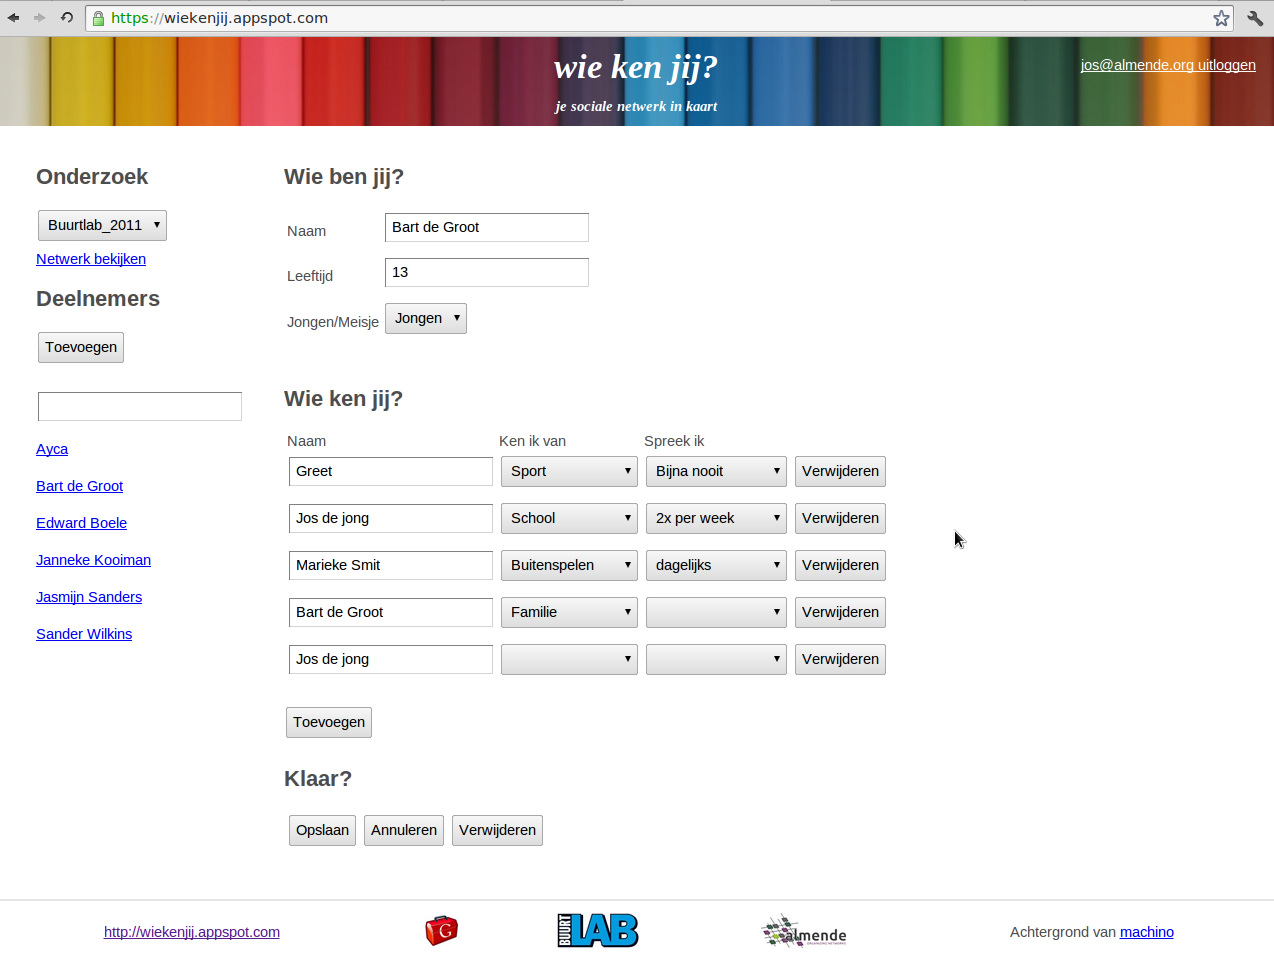 https://wiekenjij.appspot.com
wie ken jij?
je sociale netwerk in kaart
jos@almende.org uitloggen
Onderzoek
Buurtlab_2011
Netwerk bekijken
Deelnemers
Toevoegen
Ayca
Bart de Groot
Edward Boele
Janneke Kooiman
Jasmijn Sanders
Sander Wilkins
Wie ben jij?
Naam Bart de Groot
Leeftijd 13
Jongen/Meisje Jongen
Wie ken jij?
Naam Ken ik van Spreek ik
Greet Sport Bijna nooit Verwijderen
Jos de jong School 2x per week Verwijderen
Marieke Smit Buitenspelen dagelijks Verwijderen
Bart de Groot Familie Verwijderen
Jos de jong Verwijderen
Toevoegen
Klaar?
Opslaan Annuleren Verwijderen
http://wiekenjij.appspot.com
G
BUURT LAB
almende
Achtergrond van machino